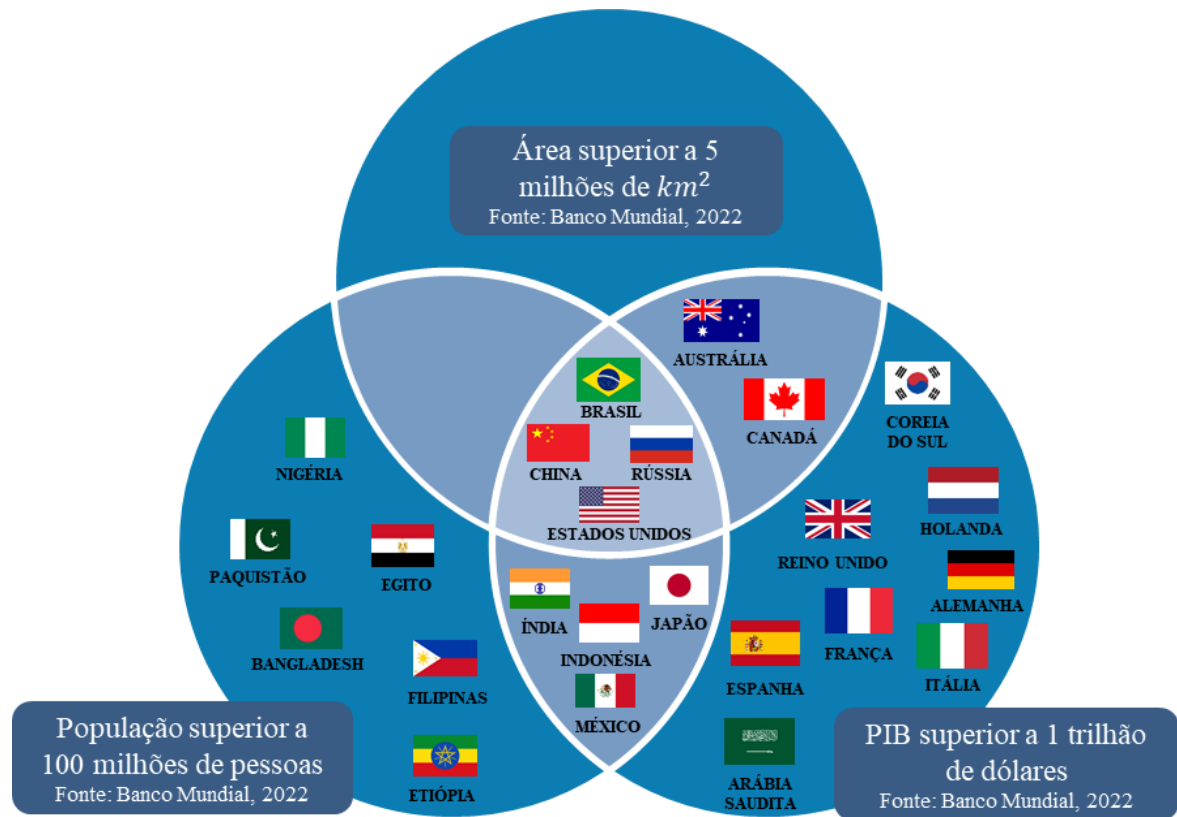 Área superior a 5
milhões de km²
Fonte: Banco Mundial, 2022
AUSTRÁLIA
BRASIL
CANADÁ
COREIA
DO SUL
NIGÉRIA
CHINA
RÚSSIA
HOLANDA
ESTADOS UNIDOS
REINO UNIDO
PAQUISTÃO
EGITO
ALEMANHA
ÍNDIA
JAPÃO
BANGLADESH
INDONÉSIA
FRANÇA
FILIPINAS
ESPANHA
ITÁLIA
MÉXICO
População superior a
100 milhões de pessoas
Fonte: Banco Mundial, 2022
ETIÓPIA
ARÁBIA
SAUDITA
PIB superior a 1 trilhão
de dólares
Fonte: Banco Mundial, 2022